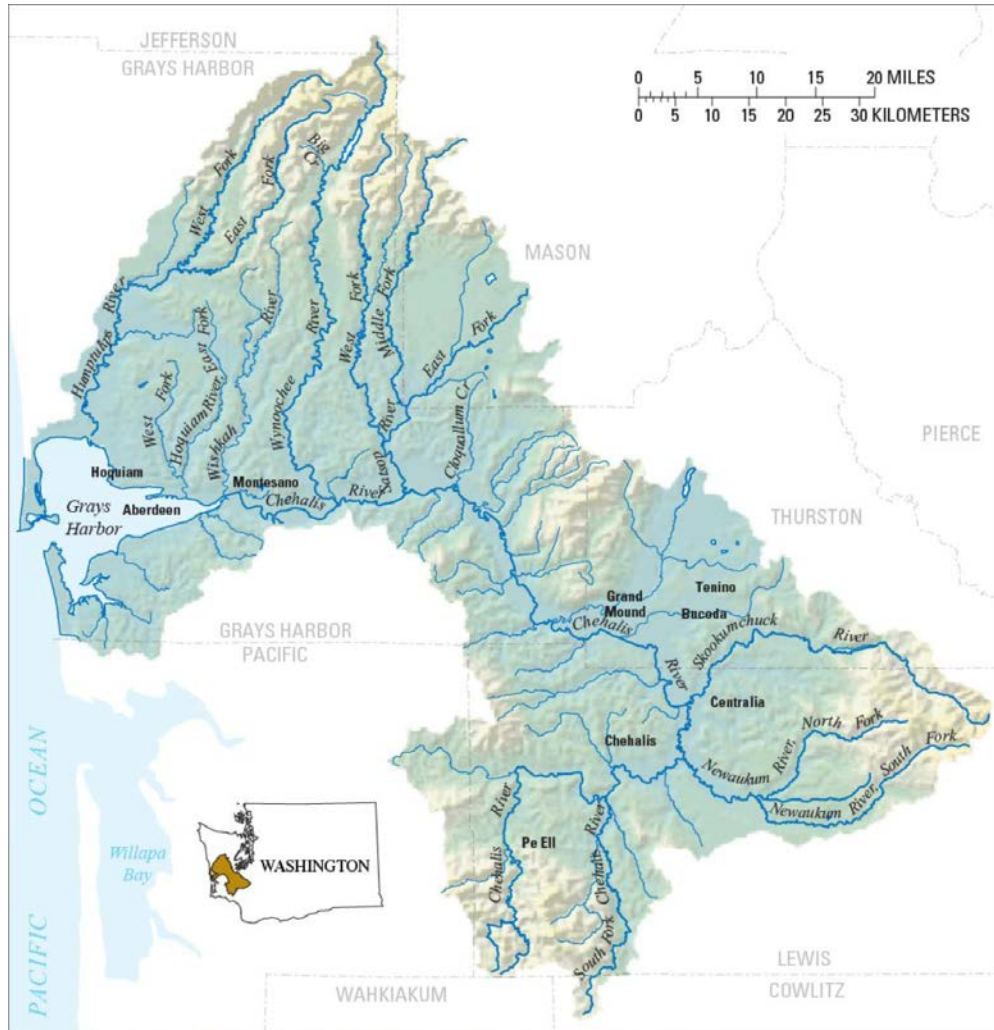 JEFFERSON
GRAYS HARBOR
0 5 10 15 20 MILES
0 5 10 15 20 25 30 KILOMETERS
Big
Cr
West Fork
East Fork
MASON
Humptulips River
West Fork
Hoquiam River, East Fork
Wishkah River
Wynoochee River
West Fork
Middle Fork
East Fork
Satsop River
Cloquallum Cr
PIERCE
Hoquiam
Montesano
Aberdeen
Grays
Harbor
Chehalis River
THURSTON
Grand
Mound
Tenino
Bucoda
Chehalis River
Skookumchuck River
GRAYS HARBOR
PACIFIC
Centralia
Chehalis
Newaukum River, North Fork
Newaukum River, South Fork
PACIFIC OCEAN
Willapa
Bay
WASHINGTON
Pe Ell
Chehalis River
South Fork Chehalis River
LEWIS
COWLITZ
WAHKIAKUM